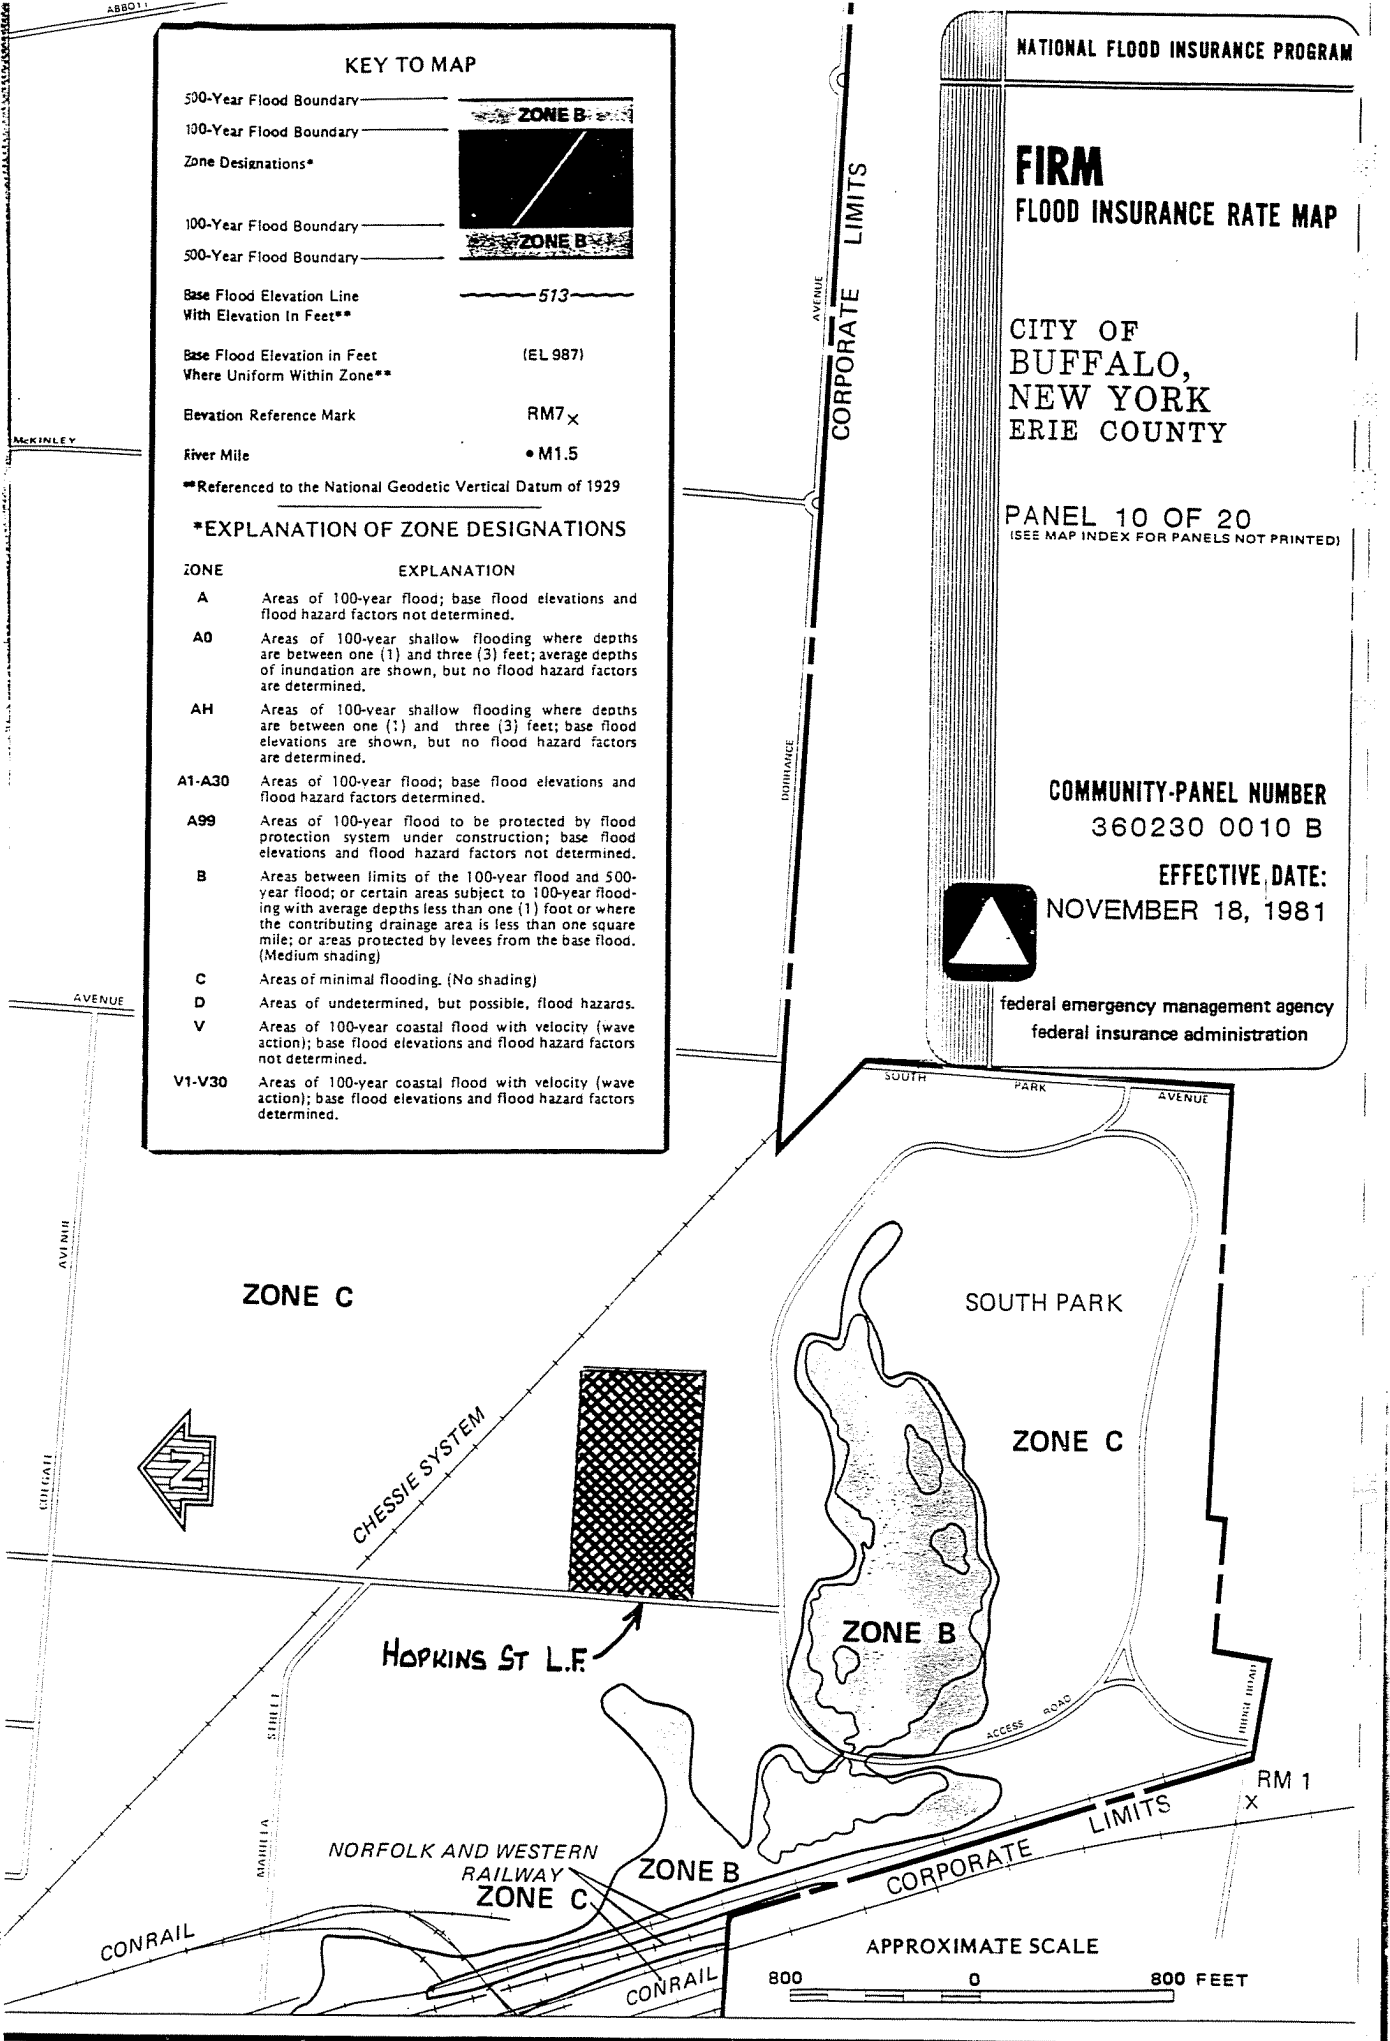 ABBOTT
KEY TO MAP
500-Year Flood Boundary
ZONE B
100-Year Flood Boundary
Zone Designations*
100-Year Flood Boundary
ZONE B
500-Year Flood Boundary
Base Flood Elevation Line
With Elevation In Feet**
513
Base Flood Elevation in Feet
Where Uniform Within Zone**
(EL 987)
Elevation Reference Mark
RM7 x
River Mile
• M1.5
**Referenced to the National Geodetic Vertical Datum of 1929
*EXPLANATION OF ZONE DESIGNATIONS
ZONE EXPLANATION
A Areas of 100-year flood; base flood elevations and
flood hazard factors not determined.
A0 Areas of 100-year shallow flooding where depths
are between one (1) and three (3) feet; average depths
of inundation are shown, but no flood hazard factors
are determined.
AH Areas of 100-year shallow flooding where depths
are between one (1) and three (3) feet; base flood
elevations are shown, but no flood hazard factors
are determined.
A1-A30 Areas of 100-year flood; base flood elevations and
flood hazard factors determined.
A99 Areas of 100-year flood to be protected by flood
protection system under construction; base flood
elevations and flood hazard factors not determined.
B Areas between limits of the 100-year flood and 500-
year flood; or certain areas subject to 100-year flood-
ing with average depths less than one (1) foot or where
the contributing drainage area is less than one square
mile; or areas protected by levees from the base flood.
(Medium shading)
C Areas of minimal flooding. (No shading)
D Areas of undetermined, but possible, flood hazards.
V Areas of 100-year coastal flood with velocity (wave
action); base flood elevations and flood hazard factors
not determined.
V1-V30 Areas of 100-year coastal flood with velocity (wave
action); base flood elevations and flood hazard factors
determined.
NATIONAL FLOOD INSURANCE PROGRAM
FIRM
FLOOD INSURANCE RATE MAP
CITY OF
BUFFALO,
NEW YORK
ERIE COUNTY
PANEL 10 OF 20
(SEE MAP INDEX FOR PANELS NOT PRINTED)
COMMUNITY-PANEL NUMBER
360230 0010 B
EFFECTIVE DATE:
NOVEMBER 18, 1981
federal emergency management agency
federal insurance administration
CORPORATE LIMITS
DORRANCE AVENUE
McKINLEY
AVENUE
SOUTH PARK AVENUE
COLGATE AVENUE
ZONE C
SOUTH PARK
ZONE C
N
CHESSIE SYSTEM
HOPKINS ST L.F.
ZONE B
ACCESS ROAD
RIDGE ROAD
MARILLA STREET
RM 1
X
NORFOLK AND WESTERN
RAILWAY
ZONE B
ZONE C
CORPORATE LIMITS
CONRAIL
CONRAIL
APPROXIMATE SCALE
800 0 800 FEET